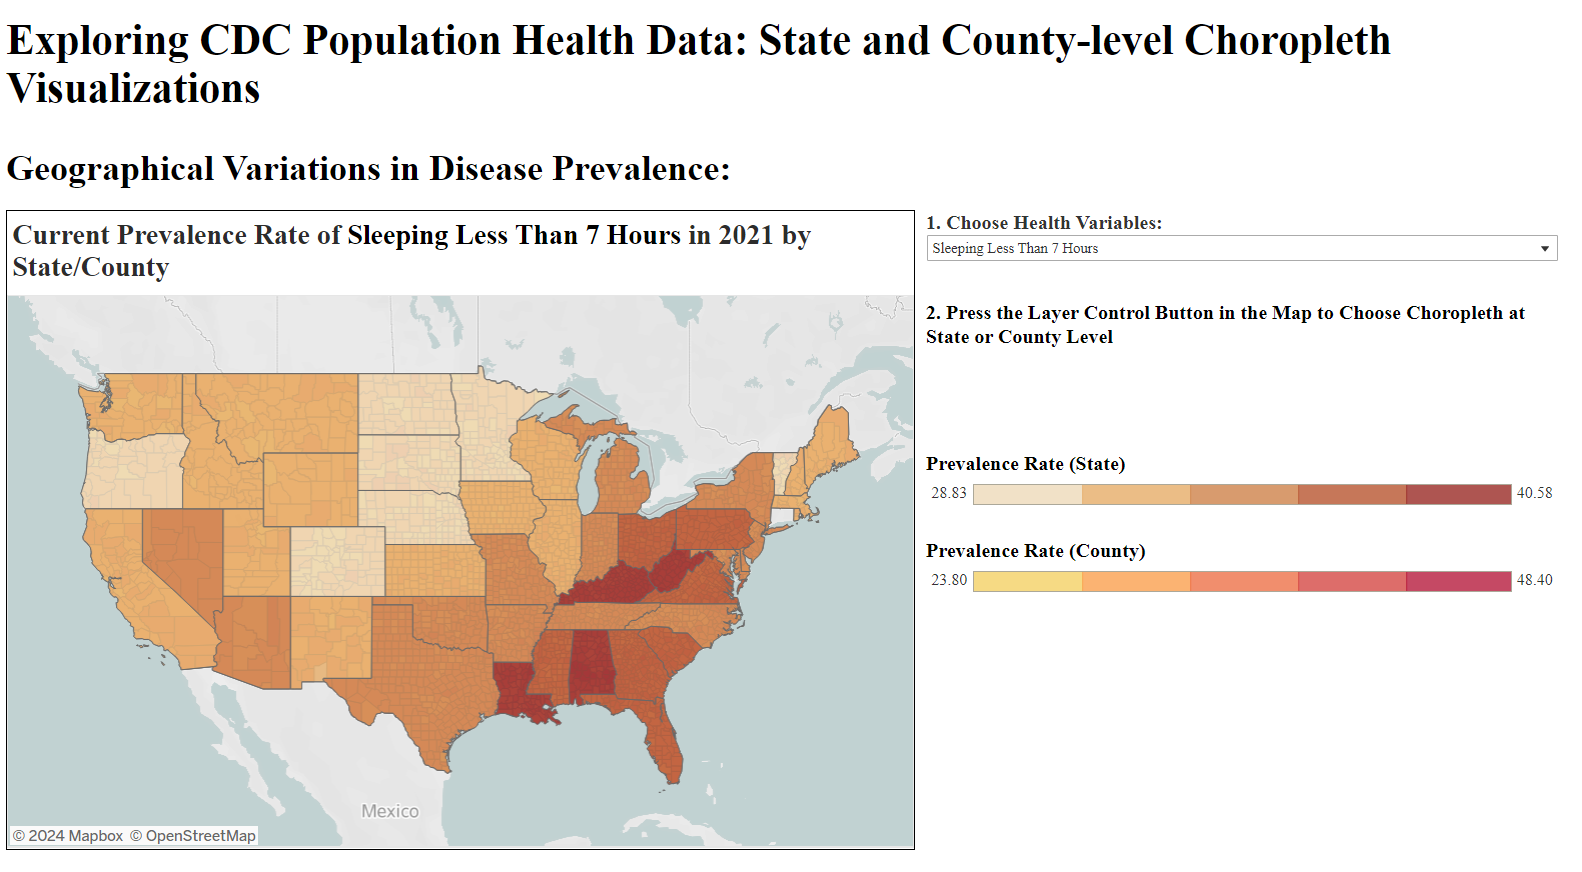 Exploring CDC Population Health Data: State and County-level Choropleth
Visualizations
Geographical Variations in Disease Prevalence:
Current Prevalence Rate of Sleeping Less Than 7 Hours in 2021 by
State/County
1. Choose Health Variables:
Sleeping Less Than 7 Hours
2. Press the Layer Control Button in the Map to Choose Choropleth at
State or County Level
Prevalence Rate (State)
28.83 40.58
Prevalence Rate (County)
23.80 48.40
Mexico
© 2024 Mapbox © OpenStreetMap